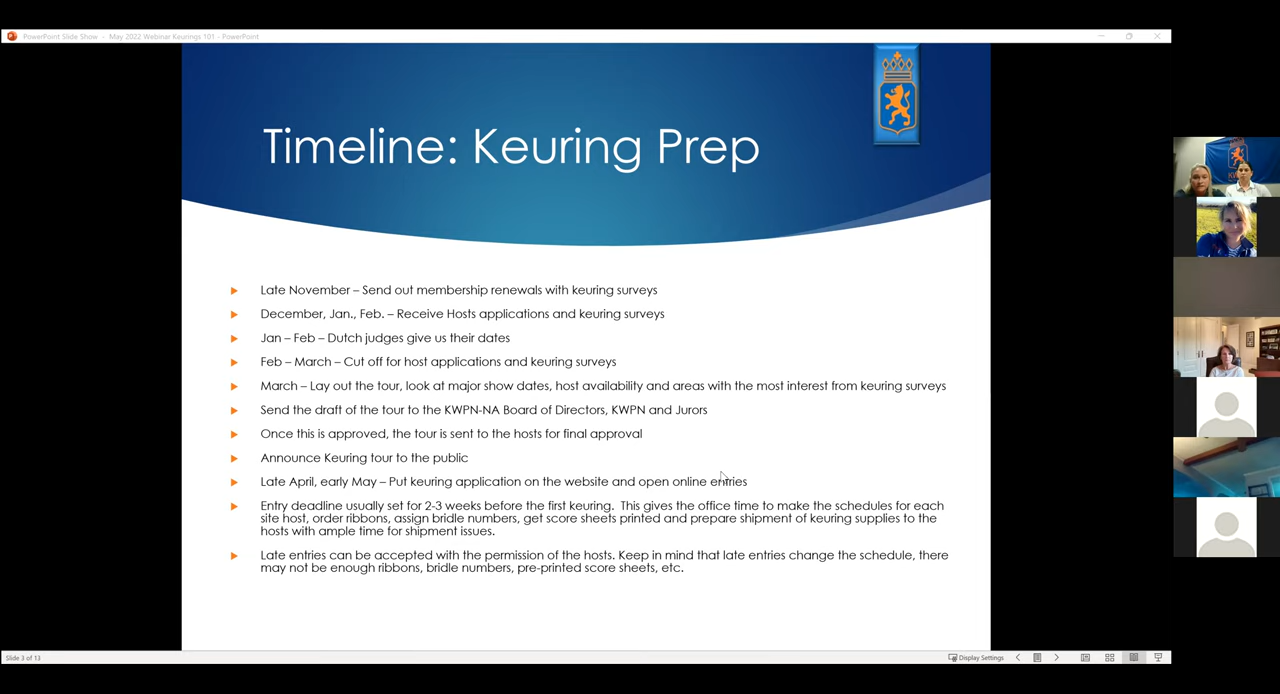 PowerPoint Slide Show - May 2022 Webinar Keurings 101 - PowerPoint
Timeline: Keuring Prep
Late November – Send out membership renewals with keuring surveys
December, Jan., Feb. – Receive Hosts applications and keuring surveys
Jan – Feb – Dutch judges give us their dates
Feb – March – Cut off for host applications and keuring surveys
March – Lay out the tour, look at major show dates, host availability and areas with the most interest from keuring surveys
Send the draft of the tour to the KWPN-NA Board of Directors, KWPN and Jurors
Once this is approved, the tour is sent to the hosts for final approval
Announce Keuring tour to the public
Late April, early May – Put keuring application on the website and open online entries
Entry deadline usually set for 2-3 weeks before the first keuring.  This gives the office time to make the schedules for each
site host, order ribbons, assign bridle numbers, get score sheets printed and prepare shipment of keuring supplies to the
hosts with ample time for shipment issues.
Late entries can be accepted with the permission of the hosts. Keep in mind that late entries change the schedule, there
may not be enough ribbons, bridle numbers, pre-printed score sheets, etc.
Slide 3 of 13
Display Settings